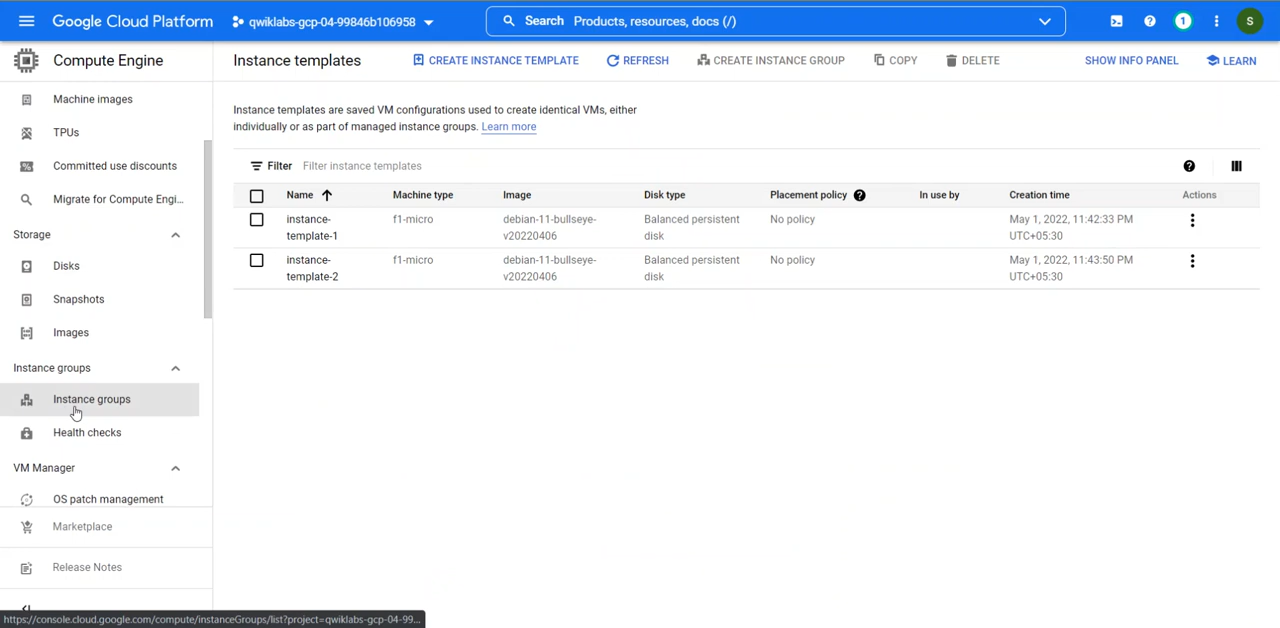 Google Cloud Platform
qwiklabs-gcp-04-99846b106958
Search Products, resources, docs (/)
1
S
Compute Engine
Machine images
TPUs
Committed use discounts
Migrate for Compute Engi...
Storage
Disks
Snapshots
Images
Instance groups
Instance groups
Health checks
VM Manager
OS patch management
Marketplace
Release Notes
Instance templates
CREATE INSTANCE TEMPLATE
REFRESH
CREATE INSTANCE GROUP
COPY
DELETE
SHOW INFO PANEL
LEARN
Instance templates are saved VM configurations used to create identical VMs, either
individually or as part of managed instance groups. Learn more
Filter Filter instance templates
Name Machine type Image Disk type Placement policy In use by Creation time Actions
instance- f1-micro debian-11-bullseye- Balanced persistent No policy May 1, 2022, 11:42:33 PM
template-1 v20220406 disk UTC+05:30
instance- f1-micro debian-11-bullseye- Balanced persistent No policy May 1, 2022, 11:43:50 PM
template-2 v20220406 disk UTC+05:30
https://console.cloud.google.com/compute/instanceGroups/list?project=qwiklabs-gcp-04-99...